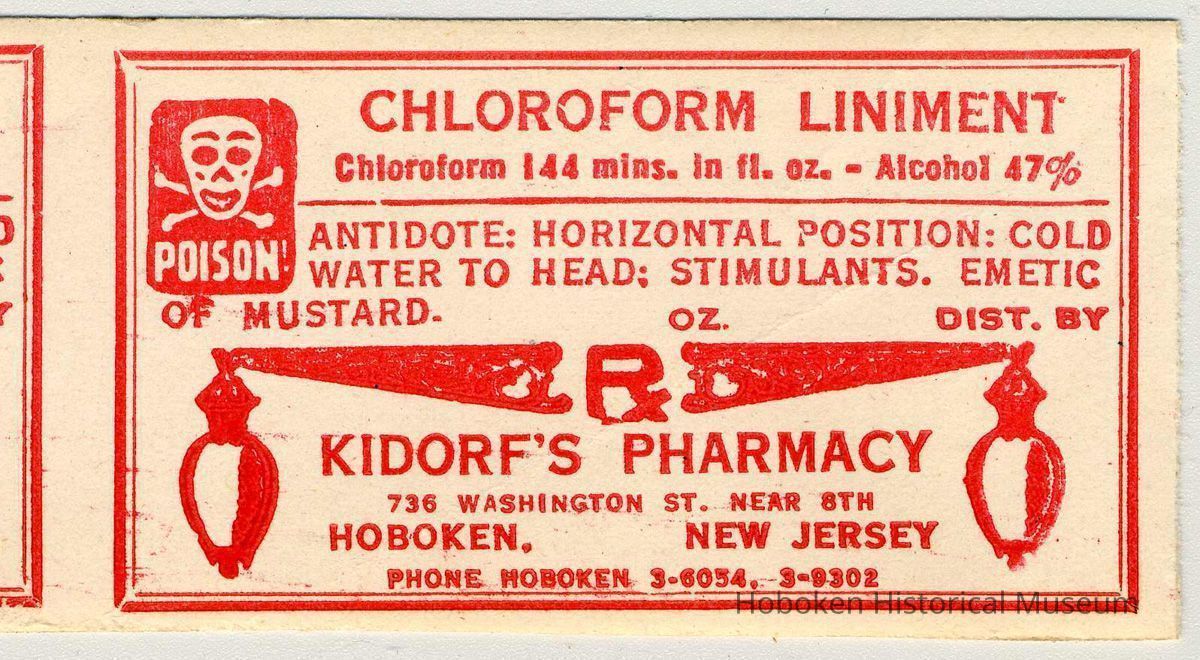 CHLOROFORM LINIMENT
Chloroform 144 mins. in fl. oz. - Alcohol 47%
POISON!
ANTIDOTE: HORIZONTAL POSITION: COLD
WATER TO HEAD; STIMULANTS. EMETIC
OF MUSTARD.
OZ. DIST. BY
℞
KIDORF'S PHARMACY
736 WASHINGTON ST. NEAR 8TH
HOBOKEN, NEW JERSEY
PHONE HOBOKEN 3-6054, 3-9302
Hoboken Historical Museum